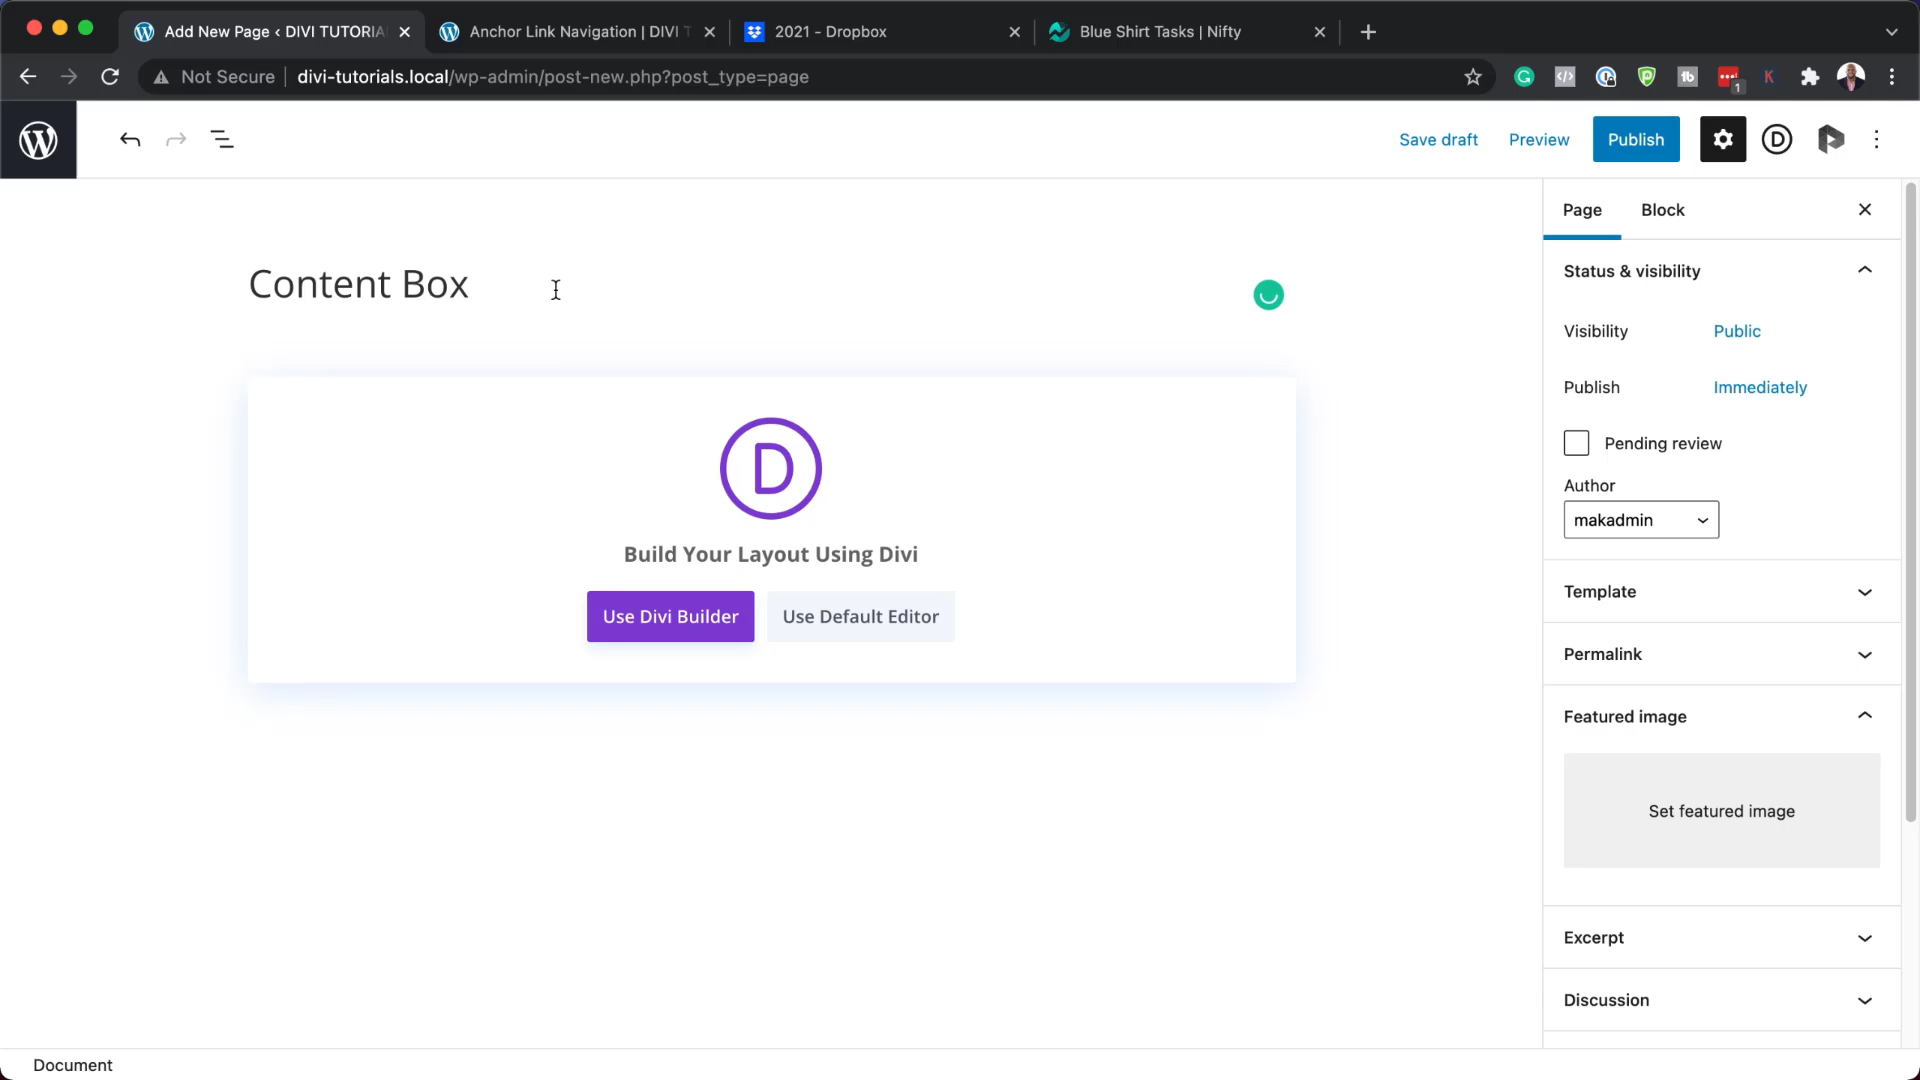 Add New Page ‹ DIVI TUTORIA
Anchor Link Navigation | DIVI T
2021 - Dropbox
Blue Shirt Tasks | Nifty
Not Secure
divi-tutorials.local/wp-admin/post-new.php?post_type=page
1
Save draft
Preview
Publish
Page
Block
Content Box
Status & visibility
Visibility
Public
Publish
Immediately
Pending review
Author
makadmin
Build Your Layout Using Divi
Use Divi Builder
Use Default Editor
Template
Permalink
Featured image
Set featured image
Excerpt
Discussion
Document